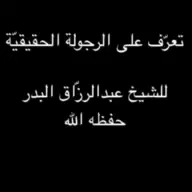 تعرّف على الرجولة الحقيقيّة
للشيخ عبدالرزّاق البدر
حفظه الله